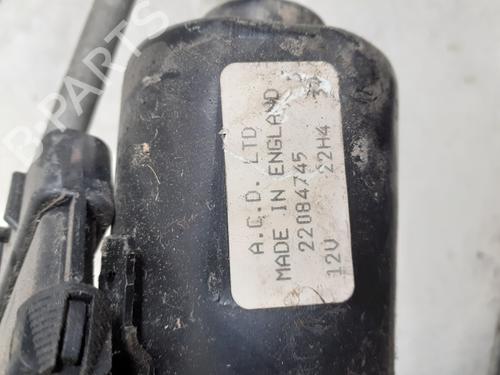 A.C.D. LTD
MADE IN ENGLAND
22084745
12V 22H4
B-PARTS